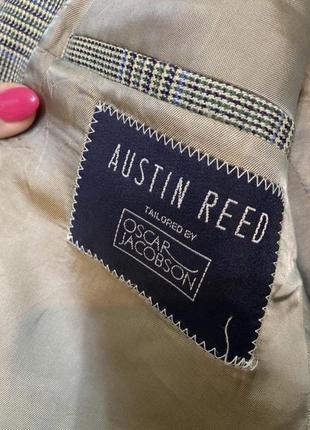 AUSTIN REED
TAILORED BY
OSCAR
JACOBSON